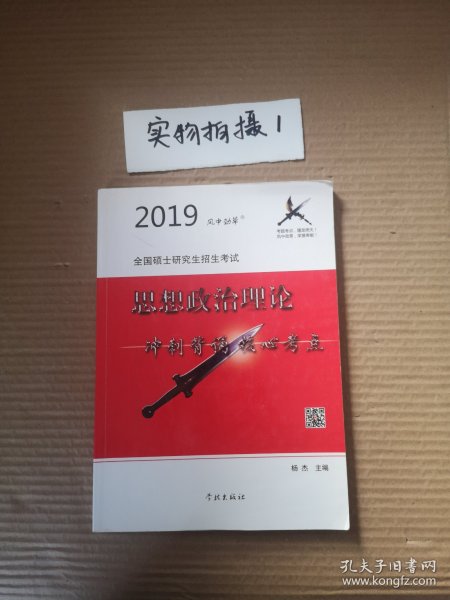 实物拍摄1
2019 风中劲草®
全国硕士研究生招生考试
思想政治理论
冲刺背诵 核心考点
杨 杰 主编
学林出版社
孔夫子旧书网
www.kongfz.com